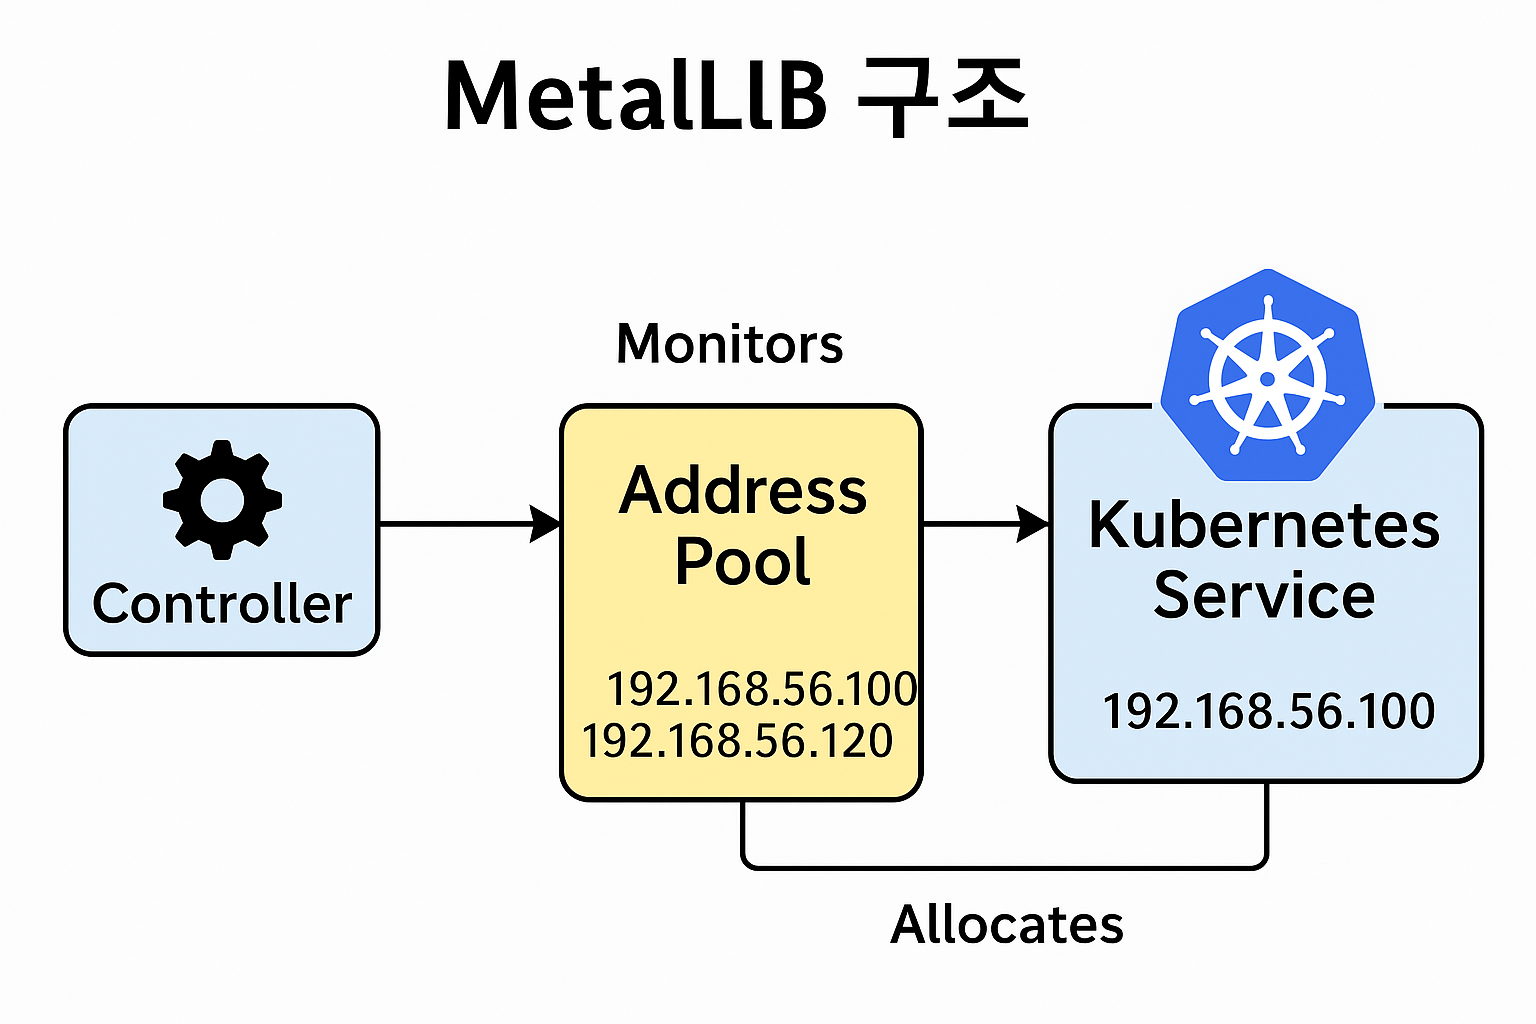 MetalLlB 구조
Monitors
Controller
Address
Pool
192.168.56.100
192.168.56.120
Kubernetes
Service
192.168.56.100
Allocates